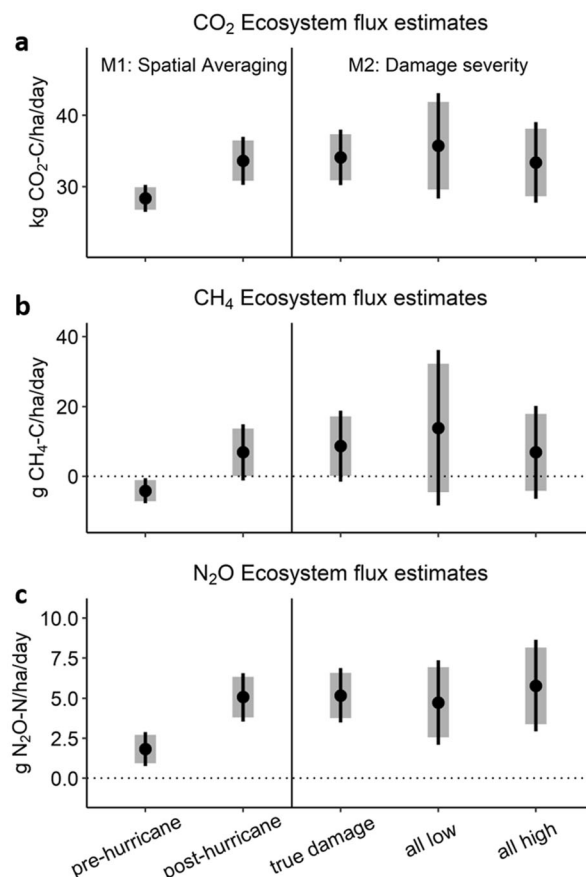 CO₂ Ecosystem flux estimates
a
M1: Spatial Averaging
M2: Damage severity
kg CO₂-C/ha/day
40
30
CH₄ Ecosystem flux estimates
b
g CH₄-C/ha/day
40
20
0
N₂O Ecosystem flux estimates
c
g N₂O-N/ha/day
10.0
7.5
5.0
2.5
0.0
pre-hurricane
post-hurricane
true damage
all low
all high